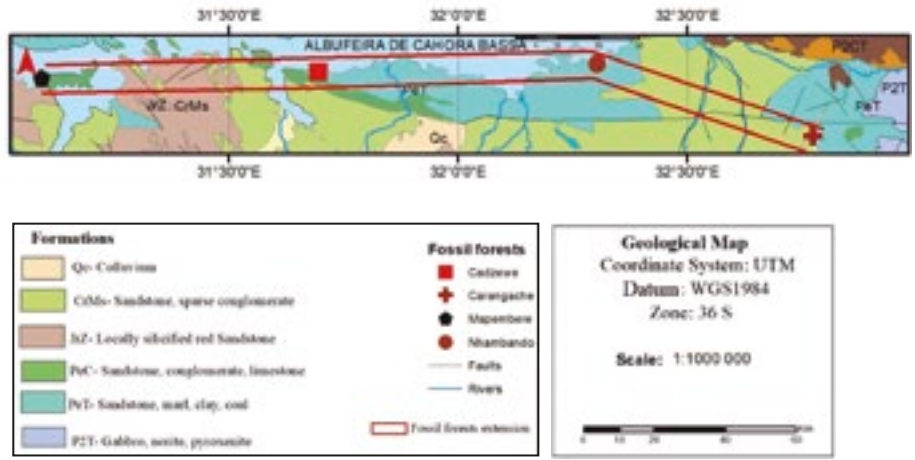 31°30'0"E 32°0'0"E 32°30'0"E
ALBUFEIRA DE CAHORA BASSA
P2CT
P2T
PeT
JrZ CrMs
PeT
Qc
31°30'0"E 32°0'0"E 32°30'0"E
Formations
Qc- Colluvium
CrMs- Sandstone, sparse conglomerate
JrZ- Locally silicified red Sandstone
PeC- Sandstone, conglomerate, limestone
PeT- Sandstone, marl, clay, coal
P2T- Gabbro, norite, pyroxenite
Fossil forests
Cadzewe
Carangache
Mapembere
Nhambando
Faults
Rivers
Fossil forests extension
Geological Map
Coordinate System: UTM
Datum: WGS1984
Zone: 36 S
Scale: 1:1000 000
0 10 20 40 60